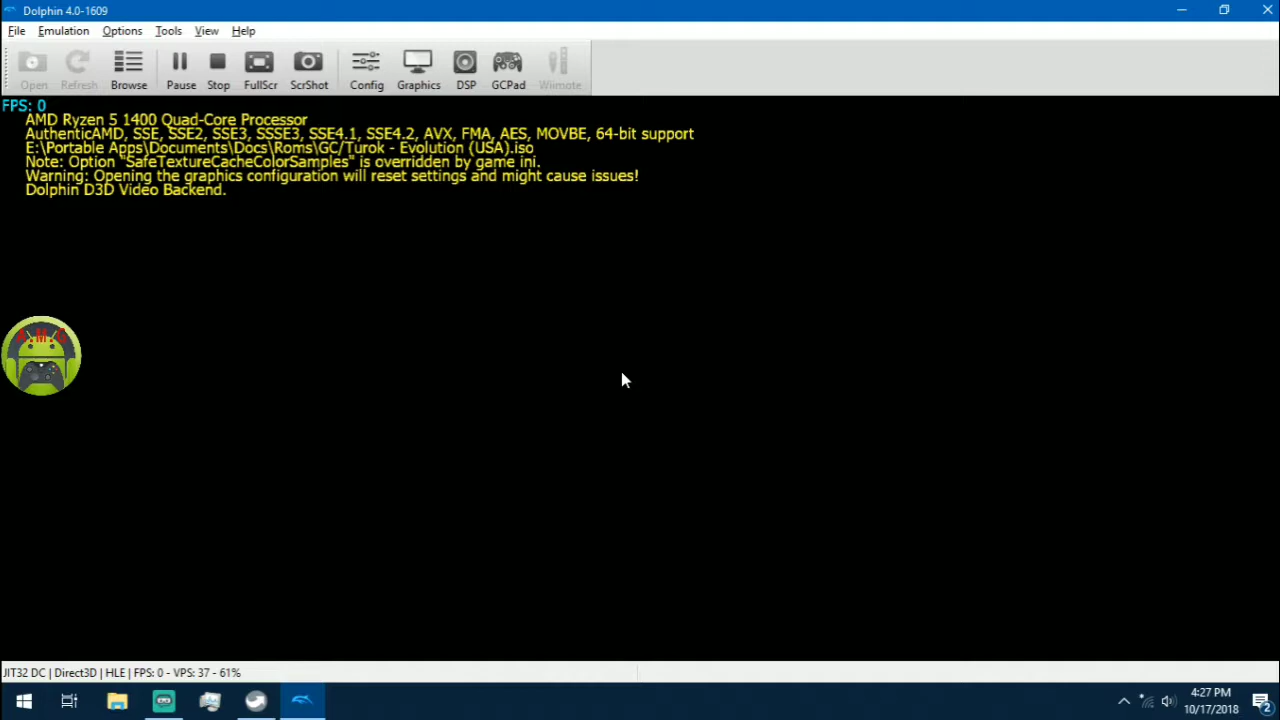 Dolphin 4.0-1609
File Emulation Options Tools View Help
Open Refresh Browse Pause Stop FullScr ScrShot Config Graphics DSP GCPad Wiimote
FPS: 0
AMD Ryzen 5 1400 Quad-Core Processor
AuthenticAMD, SSE, SSE2, SSE3, SSSE3, SSE4.1, SSE4.2, AVX, FMA, AES, MOVBE, 64-bit support
E:\Portable Apps\Documents\Docs\Roms\GC/Turok - Evolution (USA).iso
Note: Option "SafeTextureCacheColorSamples" is overridden by game ini.
Warning: Opening the graphics configuration will reset settings and might cause issues!
Dolphin D3D Video Backend.
A.M.G
JIT32 DC | Direct3D | HLE | FPS: 0 - VPS: 37 - 61%
4:27 PM
10/17/2018
2